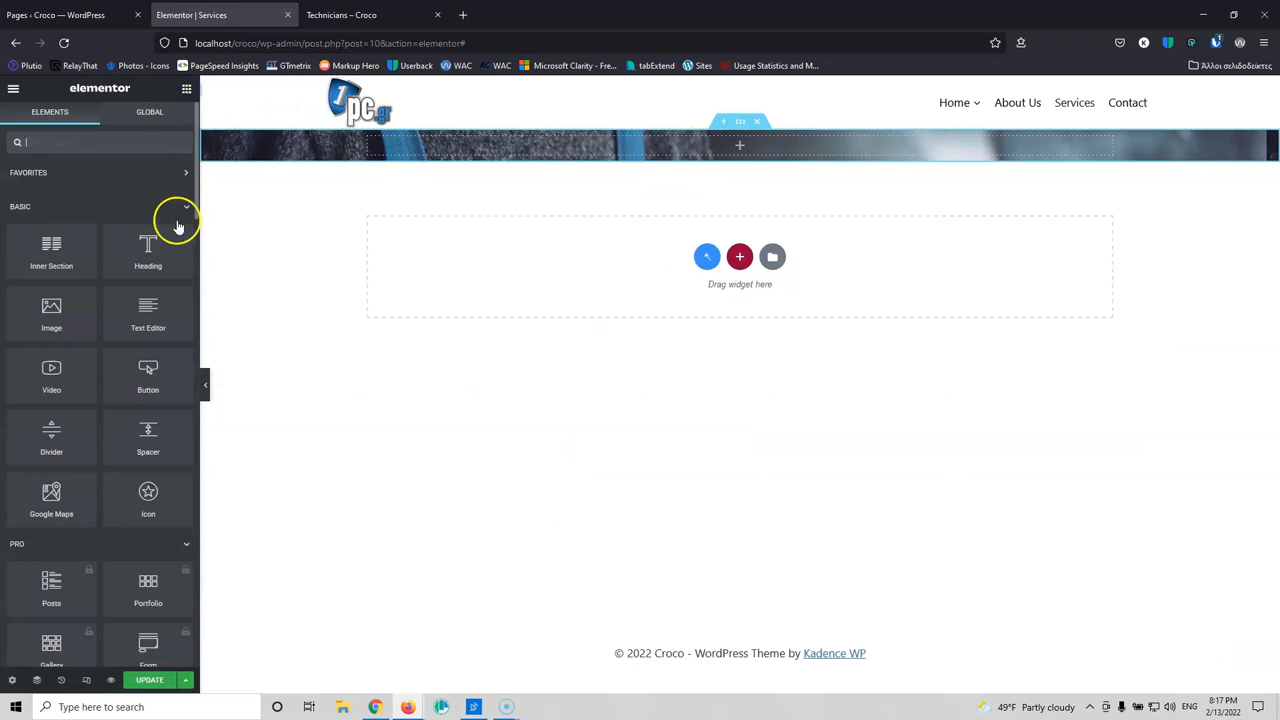 Pages ‹ Croco — WordPress
Elementor | Services
Technicians – Croco
localhost/croco/wp-admin/post.php?post=10&action=elementor#
Plutio
RelayThat
Photos - Icons
PageSpeed Insights
GTmetrix
Markup Hero
Userback
WAC
WAC
Microsoft Clarity - Fre...
tabExtend
Sites
Usage Statistics and M...
Άλλοι σελιδοδείκτες
elementor
ELEMENTS
GLOBAL
FAVORITES
BASIC
Inner Section
Heading
Image
Text Editor
Video
Button
Divider
Spacer
Google Maps
Icon
PRO
Posts
Portfolio
Gallery
Form
UPDATE
1PC.gr
Home
About Us
Services
Contact
Drag widget here
© 2022 Croco - WordPress Theme by Kadence WP
Type here to search
49°F Partly cloudy
ENG
8:17 PM
2/13/2022